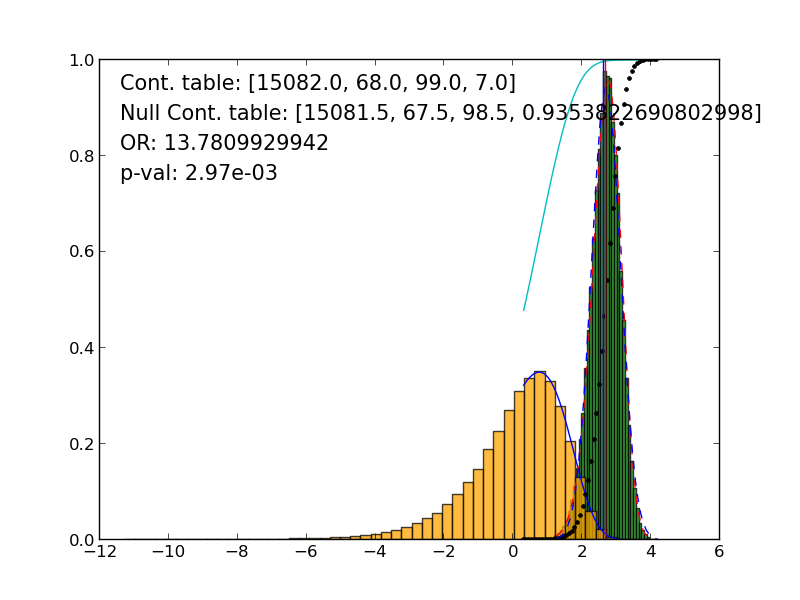 Cont. table: [15082.0, 68.0, 99.0, 7.0]
Null Cont. table: [15081.5, 67.5, 98.5, 0.9353822690802998]
OR: 13.7809929942
p-val: 2.97e-03
1.0
0.8
0.6
0.4
0.2
0.0
−12 −10 −8 −6 −4 −2 0 2 4 6